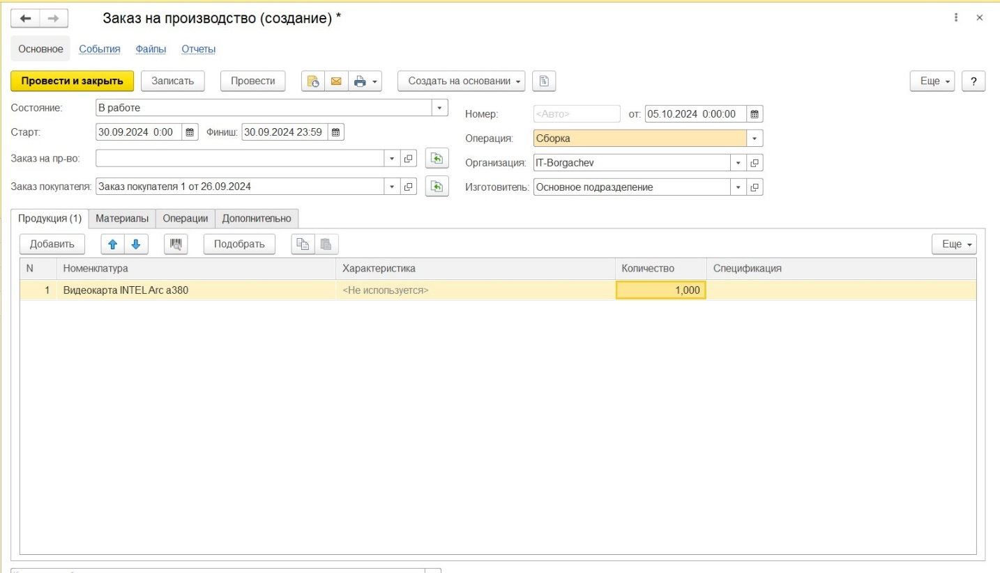 Заказ на производство (создание) *
Основное События Файлы Отчеты
Провести и закрыть Записать Провести Создать на основании Еще ?
Состояние: В работе
Номер: <Авто> от: 05.10.2024 0:00:00
Старт: 30.09.2024 0:00 Финиш: 30.09.2024 23:59
Операция: Сборка
Заказ на пр-во:
Организация: IT-Borgachev
Заказ покупателя: Заказ покупателя 1 от 26.09.2024
Изготовитель: Основное подразделение
Продукция (1) Материалы Операции Дополнительно
Добавить Подобрать Еще
N Номенклатура Характеристика Количество Спецификация
1 Видеокарта INTEL Arc a380 <Не используется> 1,000